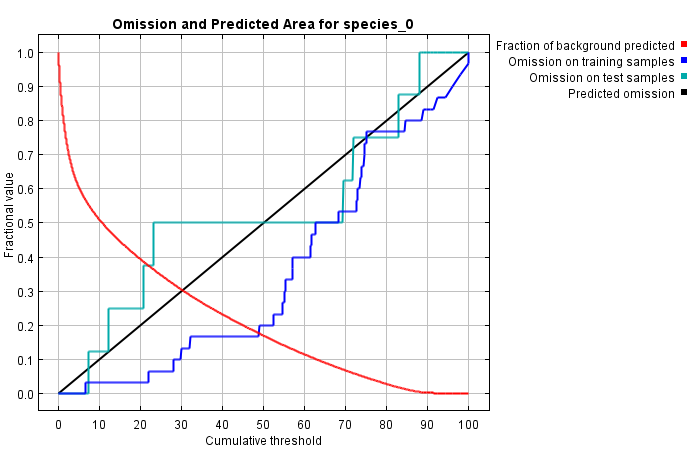 Omission and Predicted Area for species_0
Fraction of background predicted
Omission on training samples
Omission on test samples
Predicted omission
Fractional value
1.0
0.9
0.8
0.7
0.6
0.5
0.4
0.3
0.2
0.1
0.0
0 10 20 30 40 50 60 70 80 90 100
Cumulative threshold